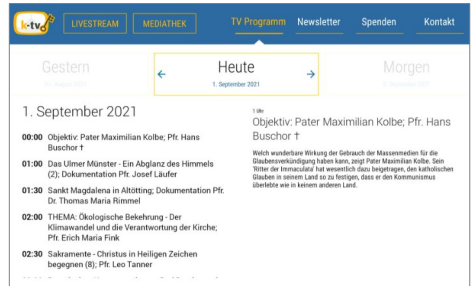 k-tv
LIVESTREAM
MEDIATHEK
TV Programm
Newsletter
Spenden
Kontakt
Gestern
Heute
1. September 2021
Morgen
1. September 2021
00:00 Objektiv: Pater Maximilian Kolbe; Pfr. Hans
Buschor †
01:00 Das Ulmer Münster - Ein Abglanz des Himmels
(2); Dokumentation Pfr. Josef Läufer
01:30 Sankt Magdalena in Altötting; Dokumentation Pfr.
Dr. Thomas Maria Rimmel
02:00 THEMA: Ökologische Bekehrung - Der
Klimawandel und die Verantwortung der Kirche;
Pfr. Erich Maria Fink
02:30 Sakramente - Christus in Heiligen Zeichen
begegnen (8); Pfr. Leo Tanner
1 Uhr
Objektiv: Pater Maximilian Kolbe; Pfr. Hans
Buschor †
Welch wunderbare Wirkung der Gebrauch der Massenmedien für die
Glaubensverkündigung haben kann, zeigt Pater Maximilian Kolbe. Sein
'Ritter der Immaculata' hat wesentlich dazu beigetragen, den katholischen
Glauben in seinem Land so zu festigen, dass er den Kommunismus
überlebte wie in keinem anderen Land.